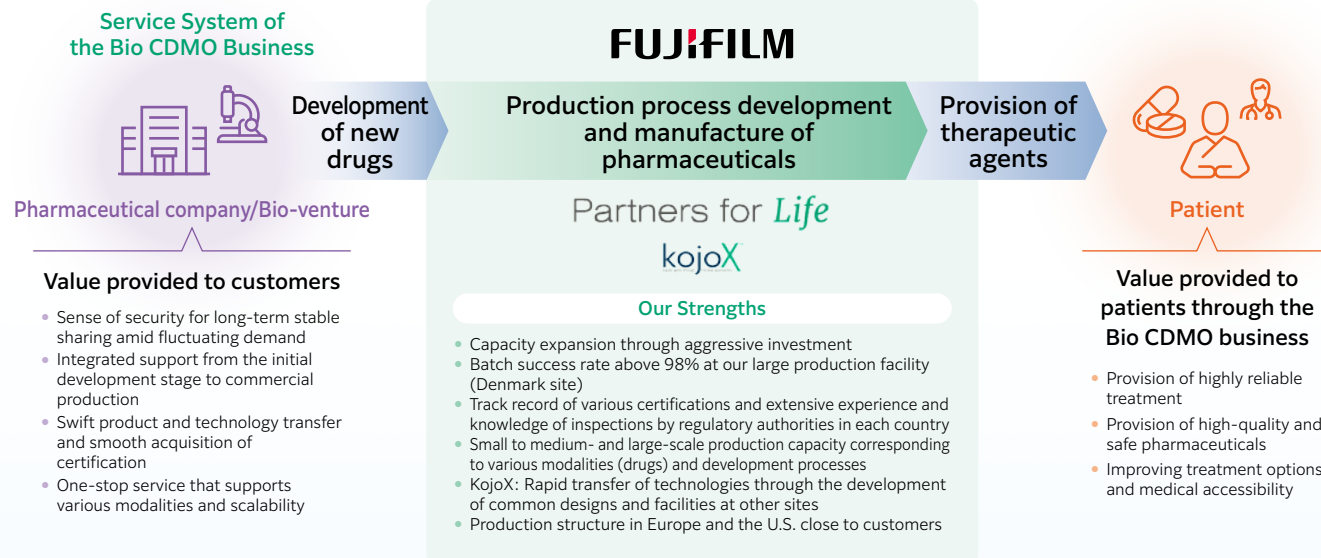 Service System of
the Bio CDMO Business
Pharmaceutical company/Bio-venture
Value provided to customers
• Sense of security for long-term stable
sharing amid fluctuating demand
• Integrated support from the initial
development stage to commercial
production
• Swift product and technology transfer
and smooth acquisition of
certification
• One-stop service that supports
various modalities and scalability
Development
of new
drugs
FUJIFILM
Production process development
and manufacture of
pharmaceuticals
Partners for Life
kojoX
Our Strengths
• Capacity expansion through aggressive investment
• Batch success rate above 98% at our large production facility
(Denmark site)
• Track record of various certifications and extensive experience and
knowledge of inspections by regulatory authorities in each country
• Small to medium- and large-scale production capacity corresponding
to various modalities (drugs) and development processes
• KojoX: Rapid transfer of technologies through the development
of common designs and facilities at other sites
• Production structure in Europe and the U.S. close to customers
Provision of
therapeutic
agents
Patient
Value provided to
patients through the
Bio CDMO business
• Provision of highly reliable
treatment
• Provision of high-quality and
safe pharmaceuticals
• Improving treatment options
and medical accessibility